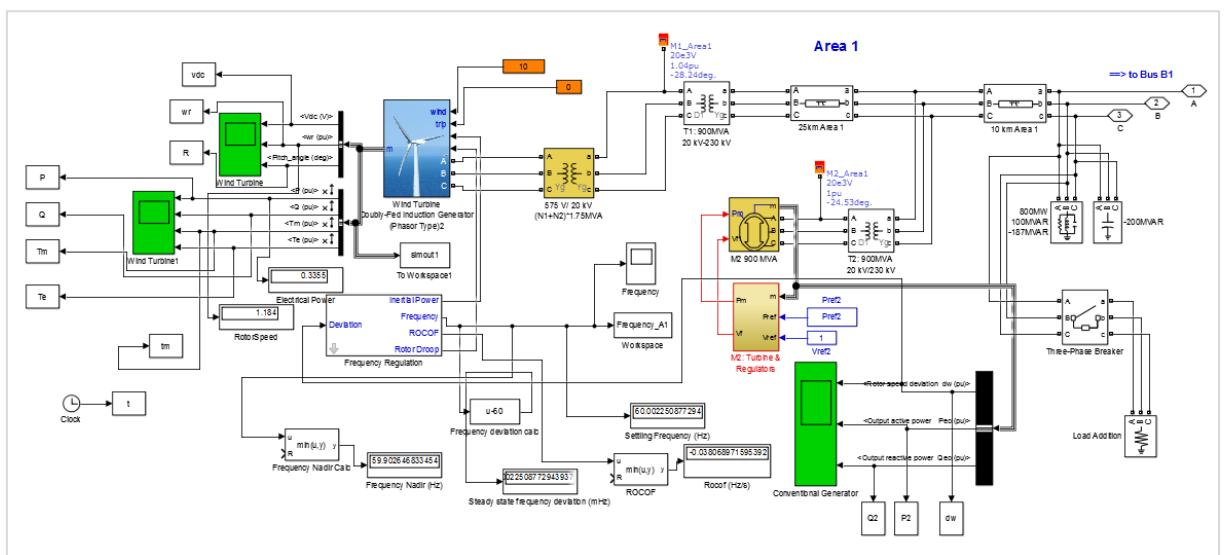 Area 1
M1_Area1
20e3V
1.04pu
-28.24deg.
==> to Bus B1
10
0
vdc
wr
R
<Vdc (V)>
<wr (pu)>
<Pitch_angle (deg)>
Wind Turbine
wind
trip
m
A
B
C
Wind Turbine
Doubly-Fed Induction Generator
(Phasor Type)2
A
B
C
a
b
c
Yg
Yg
575 V/ 20 kV
(N1+N2)*1.75MVA
A
B
C
a
b
c
D1
Yg
T1: 900MVA
20 kV-230 kV
A
B
C
a
b
c
25km Area 1
A
B
C
a
b
c
10 km Area 1
1
A
2
B
3
C
P
Q
Tm
Te
<P (pu)>
<Q (pu)>
<Tm (pu)>
<Te (pu)>
Wind Turbine1
simout1
To Workspace1
0.3355
Electrical Power
1.184
RotorSpeed
tm
Clock
t
Deviation
Inertial Power
Frequency
ROCOF
Rotor Droop
Frequency Regulation
Frequency
Frequency_A1
Workspace
M2_Area1
20e3V
1pu
-24.53deg.
Pm
Vf
m
A
B
C
M2 900 MVA
A
B
C
a
b
c
D1
Yg
T2: 900MVA
20 kV/230 kV
A B C
800MW
100MVAR
-187MVAR
A B C
-200MVAR
Pm
Vf
m
Pref
Vref
Pref2
Pref2
1
Vref2
M2: Turbine &
Regulators
A
B
C
a
b
c
Three-Phase Breaker
A B C
Load Addition
<Rotor speed deviation dw (pu)>
<Output active power Peo (pu)>
<Output reactive power Qeo (pu)>
Conventional Generator
Q2
P2
dw
u-60
Frequency deviation calc
60.002250877294
Settling Frequency (Hz)
u
R
min(u,y)
y
Frequency Nadir Calc
59.902646833454
Frequency Nadir (Hz)
Steady state frequency deviation (mHz)
u
R
min(u,y)
y
ROCOF
-0.038068971595392
Rocof (Hz/s)